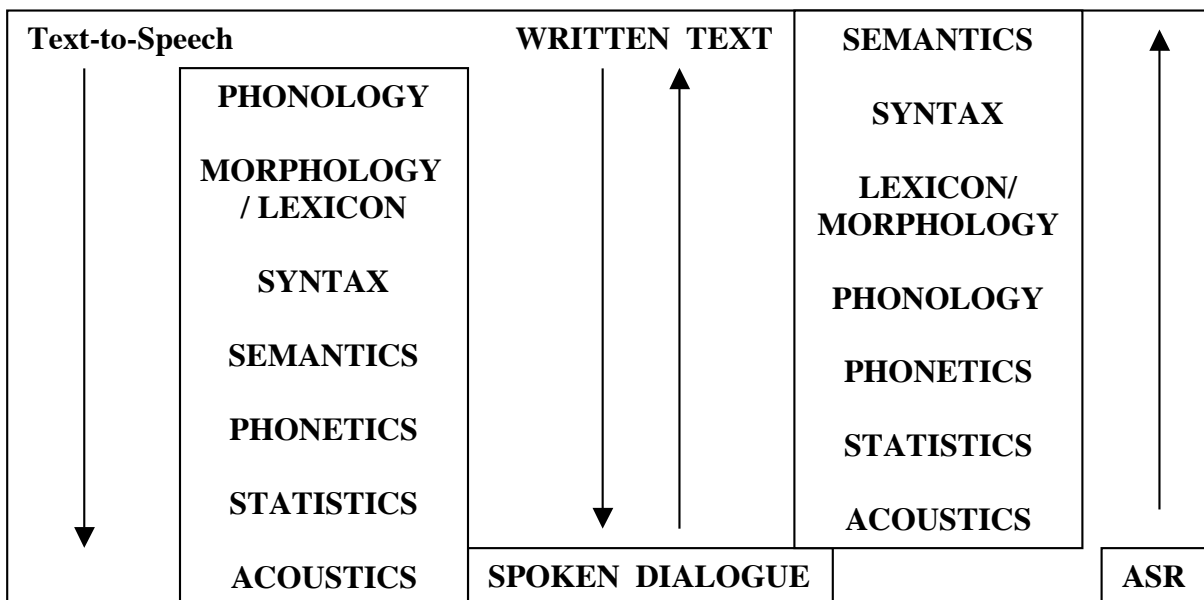 Text-to-Speech
PHONOLOGY
MORPHOLOGY
/ LEXICON
SYNTAX
SEMANTICS
PHONETICS
STATISTICS
ACOUSTICS
WRITTEN TEXT
SPOKEN DIALOGUE
SEMANTICS
SYNTAX
LEXICON/
MORPHOLOGY
PHONOLOGY
PHONETICS
STATISTICS
ACOUSTICS
ASR